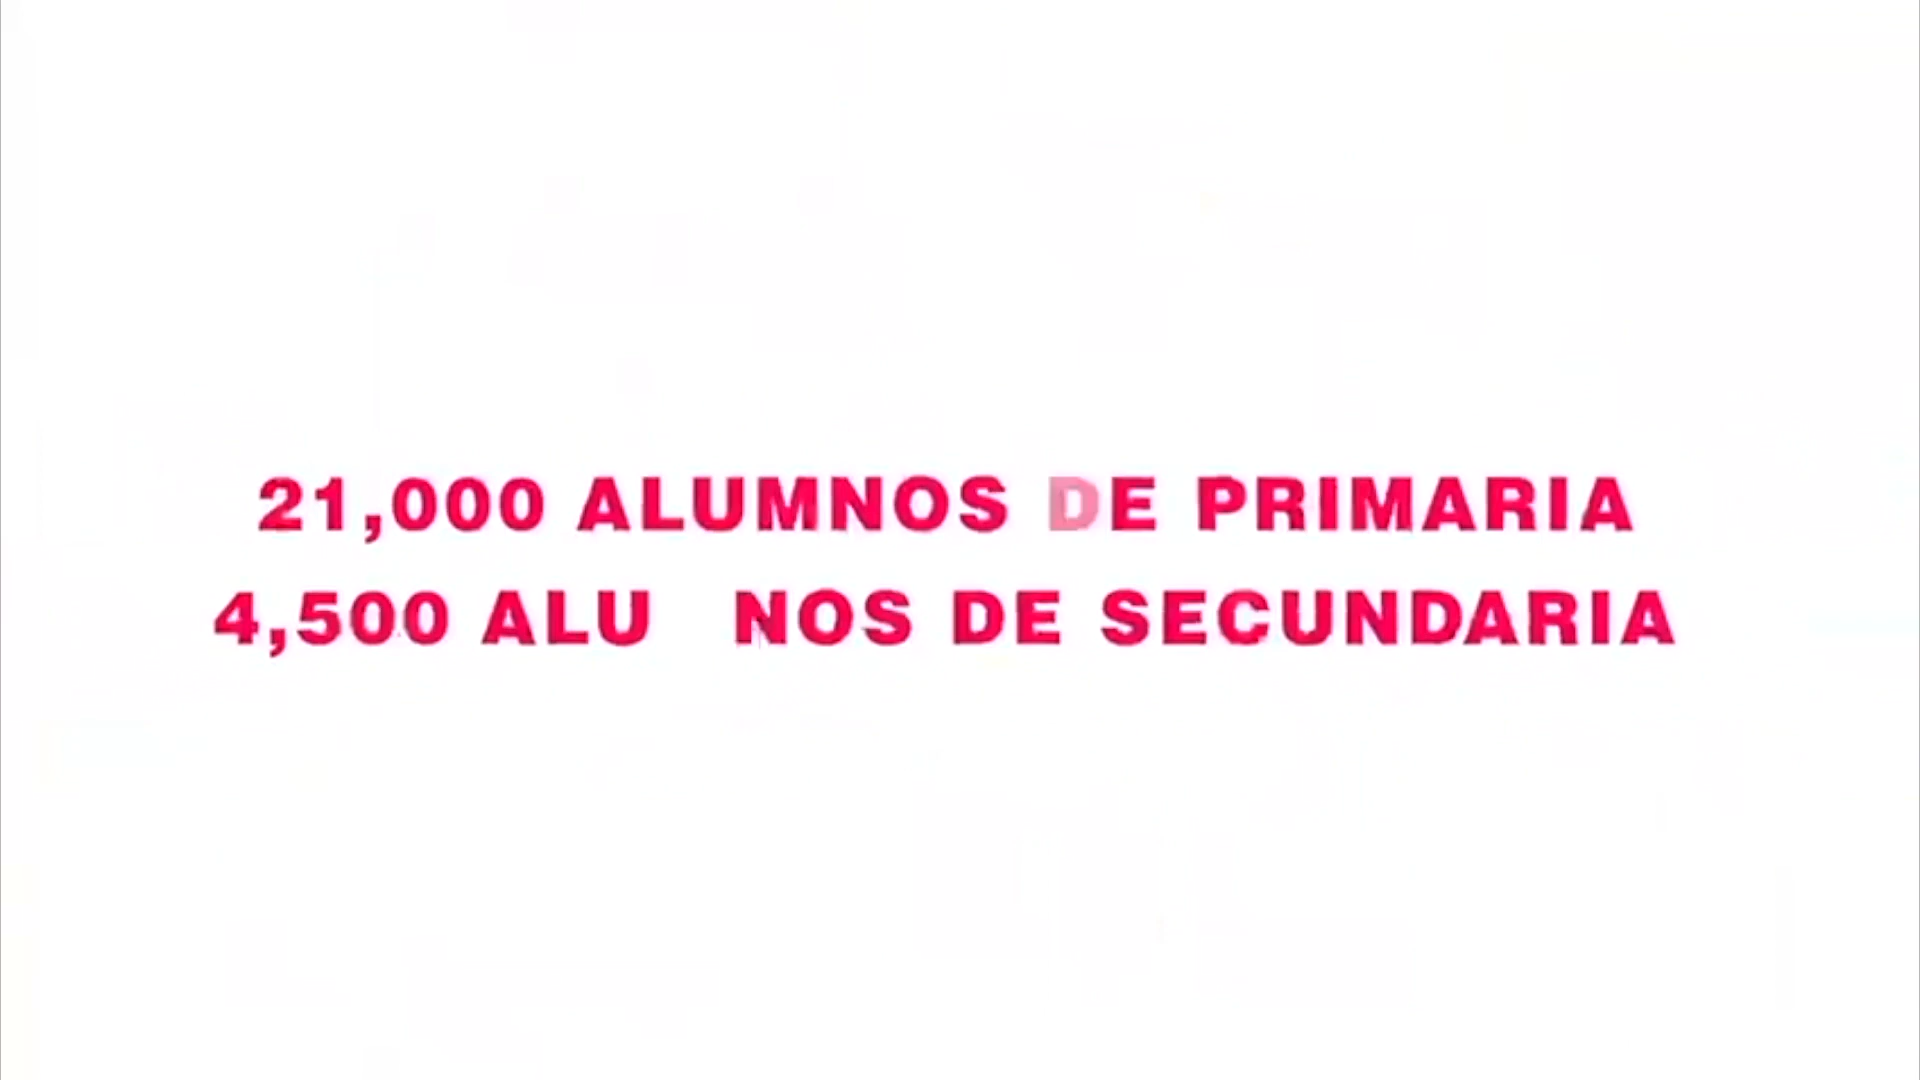 21,000 ALUMNOS DE PRIMARIA
4,500 ALU NOS DE SECUNDARIA